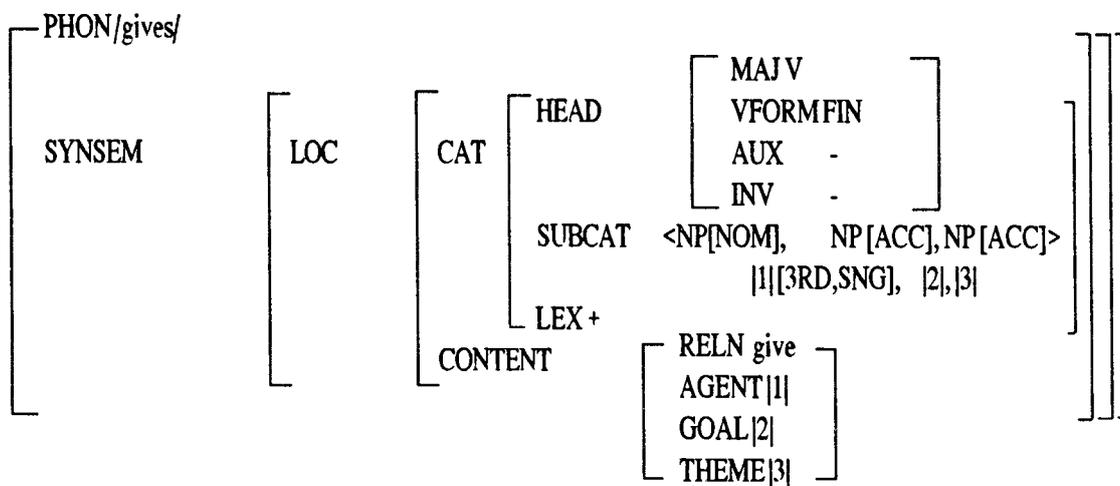 PHON/gives/
MAJ V
HEAD VFORM FIN
SYNSEM LOC CAT AUX -
INV -
SUBCAT <NP[NOM], NP[ACC], NP[ACC]>
|1|[3RD,SNG], |2|,|3|
LEX +
CONTENT RELN give
AGENT|1|
GOAL|2|
THEME|3|